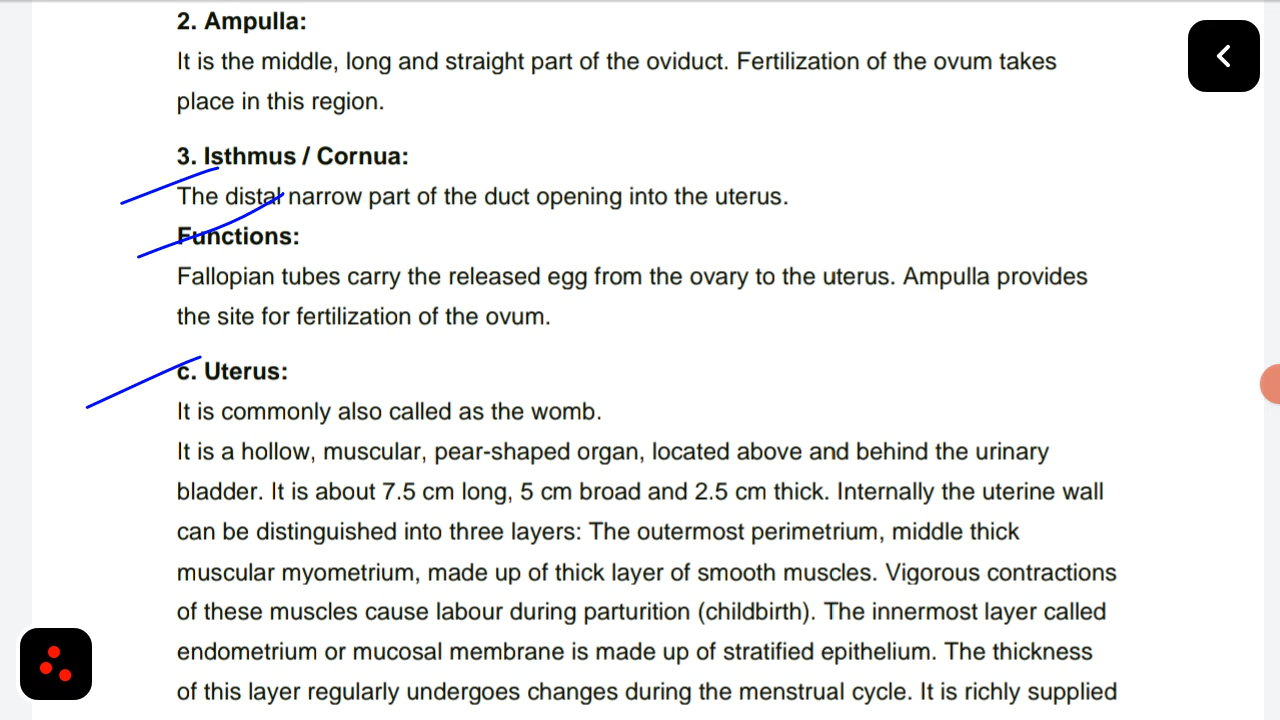 2. Ampulla:
It is the middle, long and straight part of the oviduct. Fertilization of the ovum takes
place in this region.
3. Isthmus / Cornua:
The distal narrow part of the duct opening into the uterus.
Functions:
Fallopian tubes carry the released egg from the ovary to the uterus. Ampulla provides
the site for fertilization of the ovum.
c. Uterus:
It is commonly also called as the womb.
It is a hollow, muscular, pear-shaped organ, located above and behind the urinary
bladder. It is about 7.5 cm long, 5 cm broad and 2.5 cm thick. Internally the uterine wall
can be distinguished into three layers: The outermost perimetrium, middle thick
muscular myometrium, made up of thick layer of smooth muscles. Vigorous contractions
of these muscles cause labour during parturition (childbirth). The innermost layer called
endometrium or mucosal membrane is made up of stratified epithelium. The thickness
of this layer regularly undergoes changes during the menstrual cycle. It is richly supplied